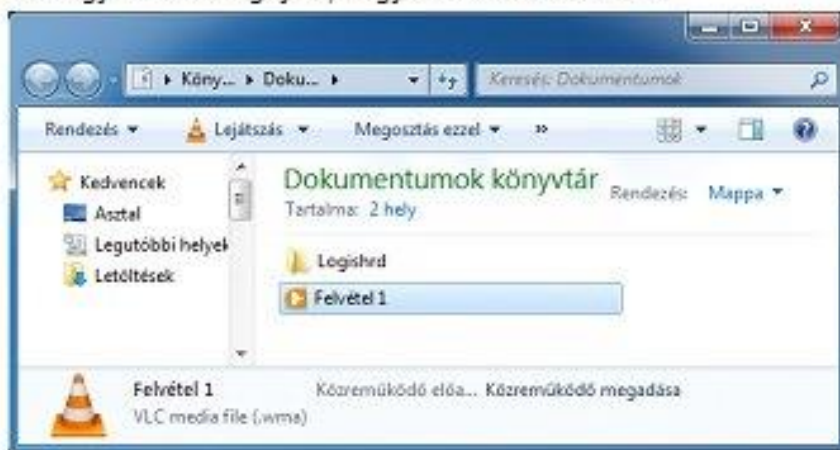 Köny... Doku... Keresés: Dokumentumok
Rendezés Lejátszás Megosztás ezzel »
Kedvencek
Asztal
Legutóbbi helyek
Letöltések
Dokumentumok könyvtár
Tartalma: 2 hely
Rendezés: Mappa
Logishrd
Felvétel 1
Felvétel 1 Közreműködő előa... Közreműködő megadása
VLC media file (.wma)